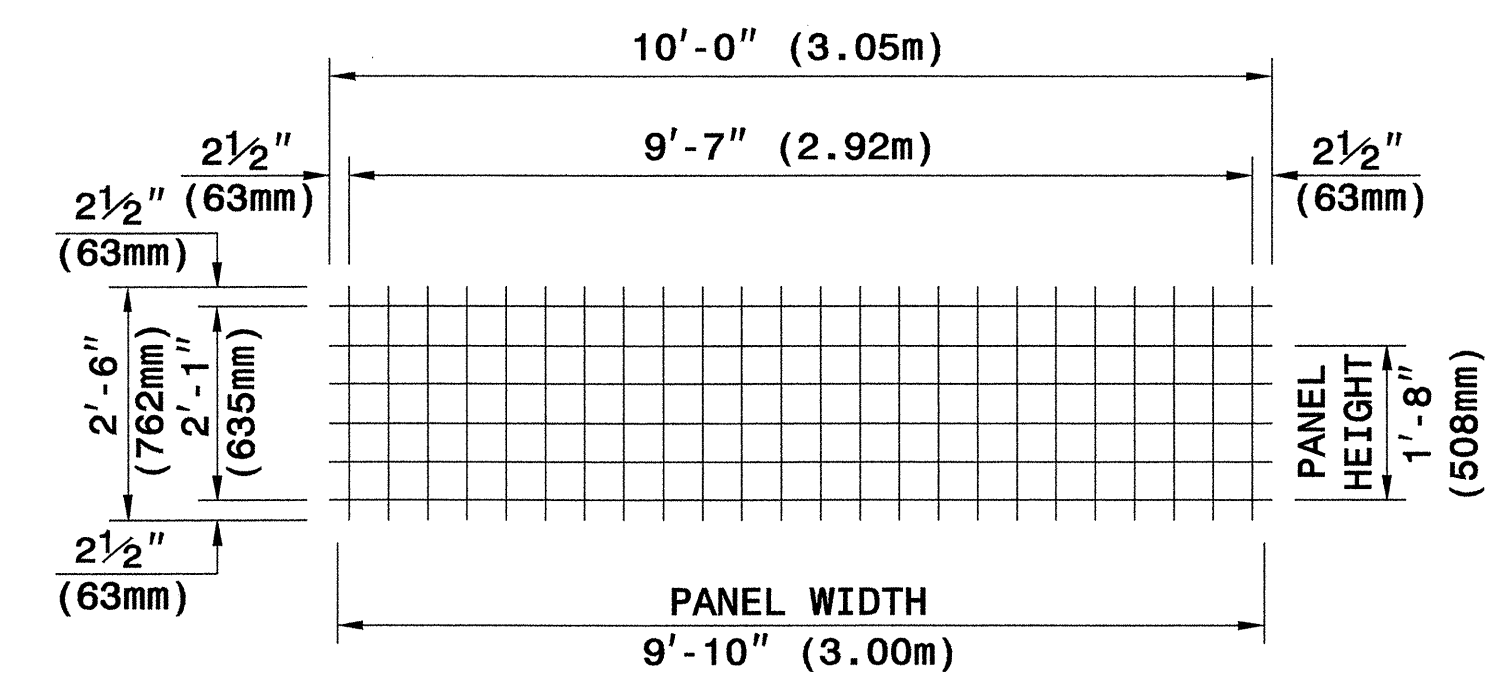 10'-0" (3.05m)
9'-7" (2.92m)
2½"
(63mm)
2½"
(63mm)
2½"
(63mm)
2'-6"
(762mm)
2'-1"
(635mm)
PANEL
HEIGHT
1'-8"
(508mm)
2½"
(63mm)
PANEL WIDTH
9'-10" (3.00m)